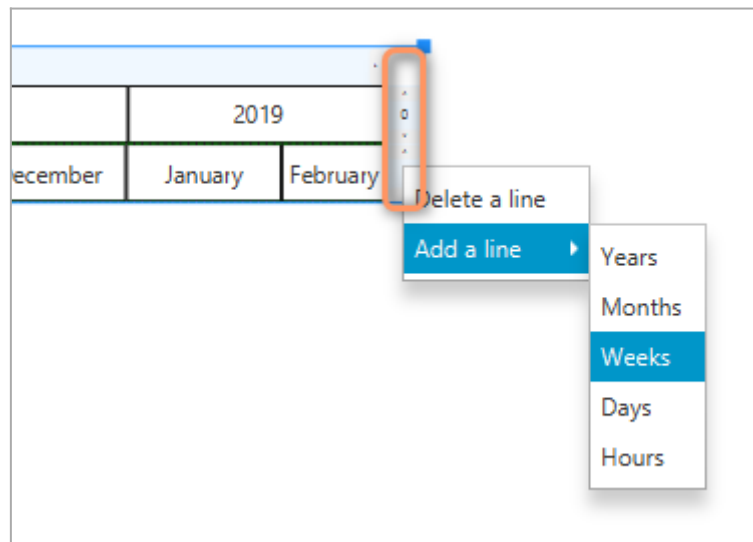 2019
ecember January February
Delete a line
Add a line
Years
Months
Weeks
Days
Hours